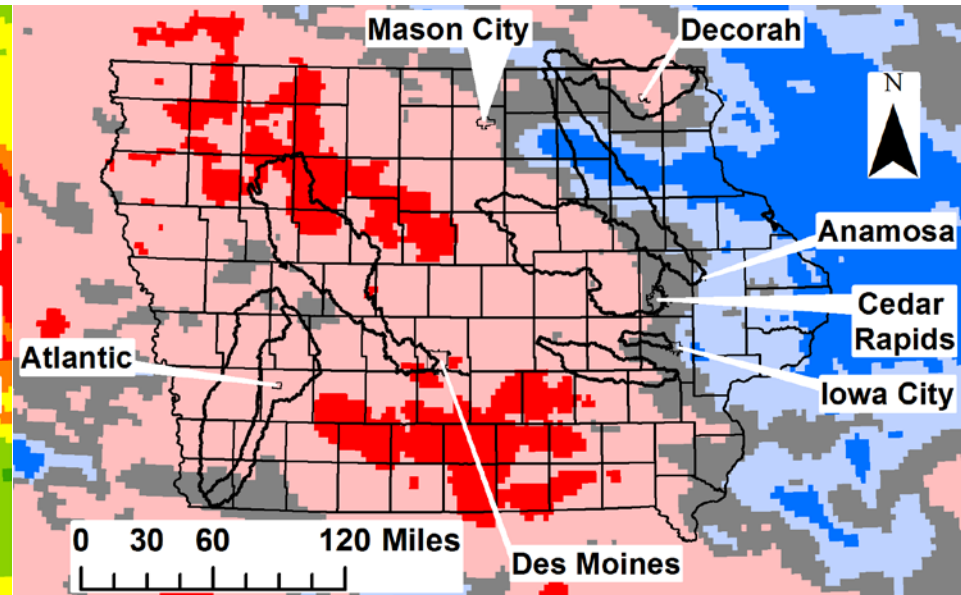 Mason City
Decorah
N
Anamosa
Cedar
Rapids
Atlantic
Iowa City
0 30 60 120 Miles
Des Moines